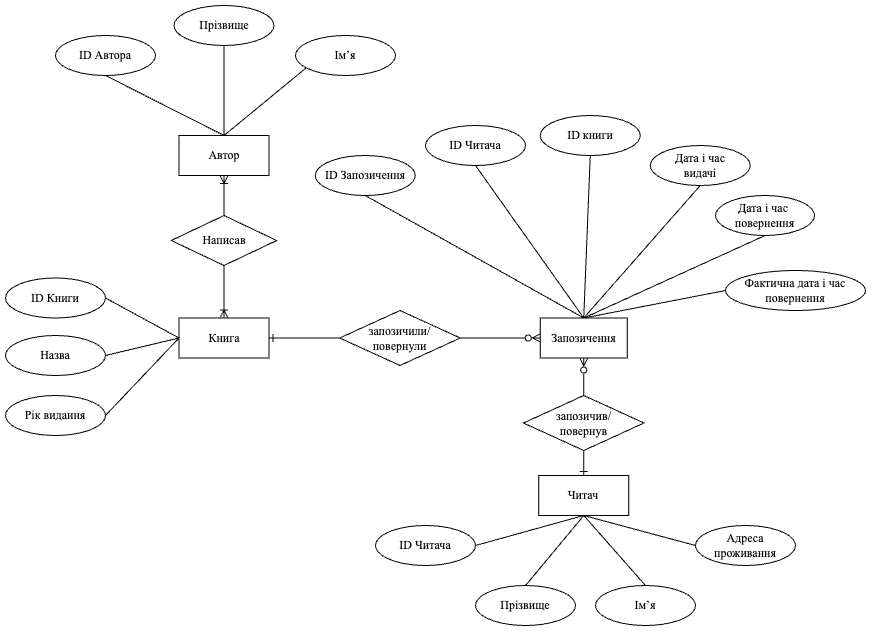 Прізвище
ID Автора
Ім’я
Автор
ID Читача
ID книги
Дата і час
видачі
ID Запозичення
Дата і час
повернення
Написав
Фактична дата і час
повернення
ID Книги
Книга
запозичили/
повернули
Запозичення
Назва
Рік видання
запозичив/
повернув
Читач
ID Читача
Адреса
проживання
Прізвище
Ім’я